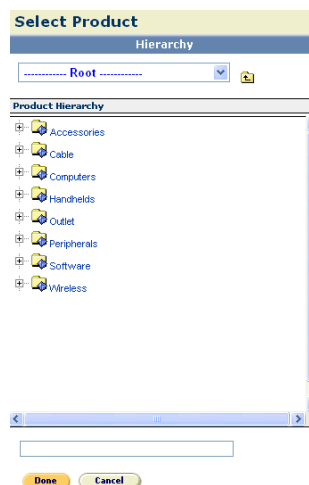 Select Product
Hierarchy
----------- Root -----------
Product Hierarchy
Accessories
Cable
Computers
Handhelds
Outlet
Peripherals
Software
Wireless
Done Cancel